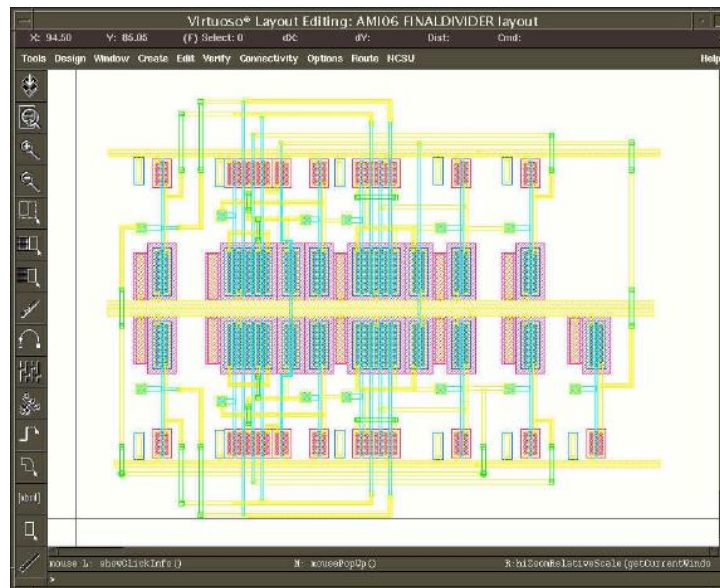 Virtuoso® Layout Editing: AMI06 FINALDIVIDER layout
X: 94.50 Y: 85.05 (F) Select: 0 dX: dY: Dist: Cmd:
Tools Design Window Create Edit Verify Connectivity Options Route NCSU Help
[abcd]
mouse L: showClickInfo() M: mousePopUp() R:hiZoomRelativeScale(getCurrentWindo
>